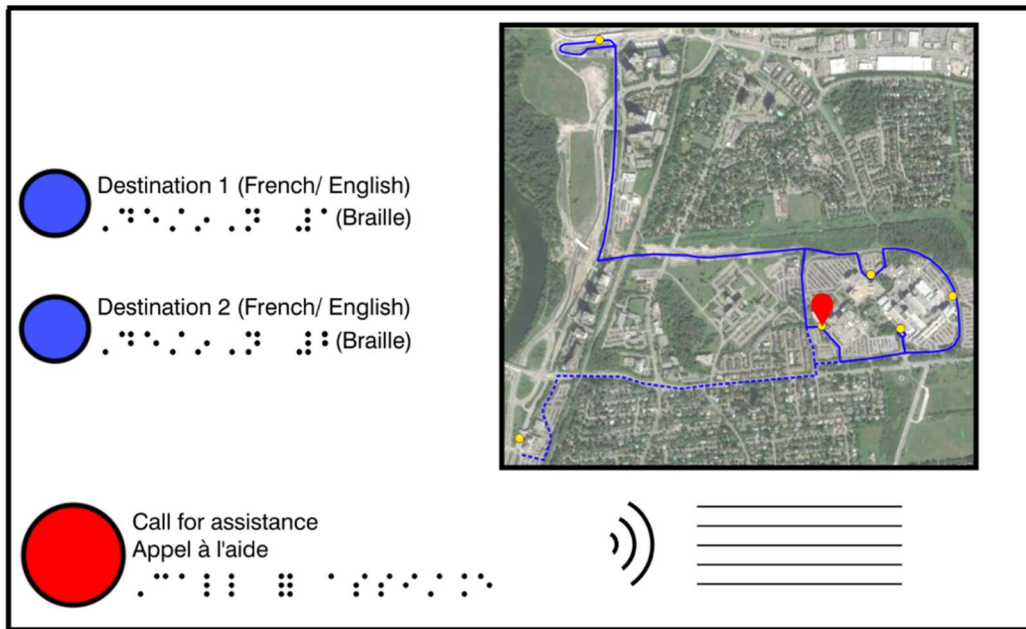 Destination 1 (French/ English)
(Braille)
Destination 2 (French/ English)
(Braille)
Call for assistance
Appel à l'aide